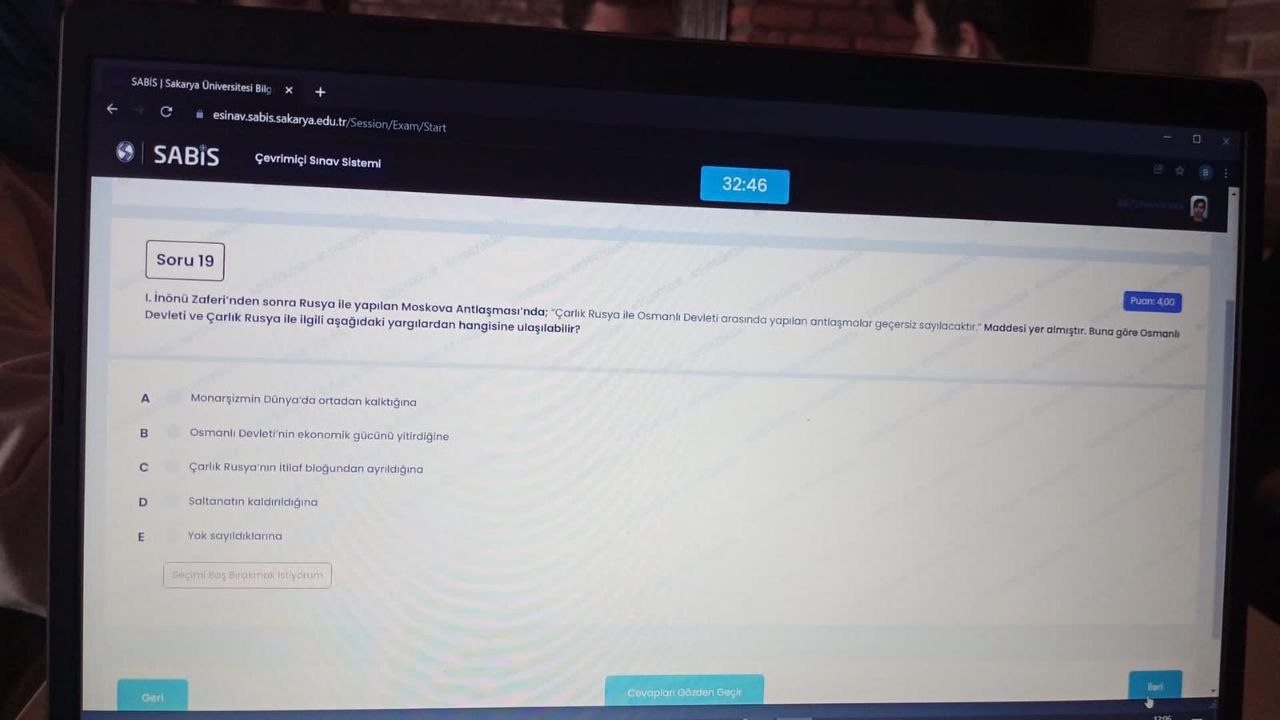 SABİS | Sakarya Üniversitesi Bilg
esinav.sabis.sakarya.edu.tr/Session/Exam/Start
SABİS
Çevrimiçi Sınav Sistemi
32:46
B
Soru 19
Puan: 4,00
I. İnönü Zaferi'nden sonra Rusya ile yapılan Moskova Antlaşması'nda; "Çarlık Rusya ile Osmanlı Devleti arasında yapılan antlaşmalar geçersiz sayılacaktır." Maddesi yer almıştır. Buna göre Osmanlı
Devleti ve Çarlık Rusya ile ilgili aşağıdaki yargılardan hangisine ulaşılabilir?
A Monarşizmin Dünya'da ortadan kalktığına
B Osmanlı Devleti'nin ekonomik gücünü yitirdiğine
C Çarlık Rusya'nın İtilaf bloğundan ayrıldığına
D Saltanatın kaldırıldığına
E Yok sayıldıklarına
Seçimi Boş Bırakmak İstiyorum
Geri
Cevapları Gözden Geçir
İleri